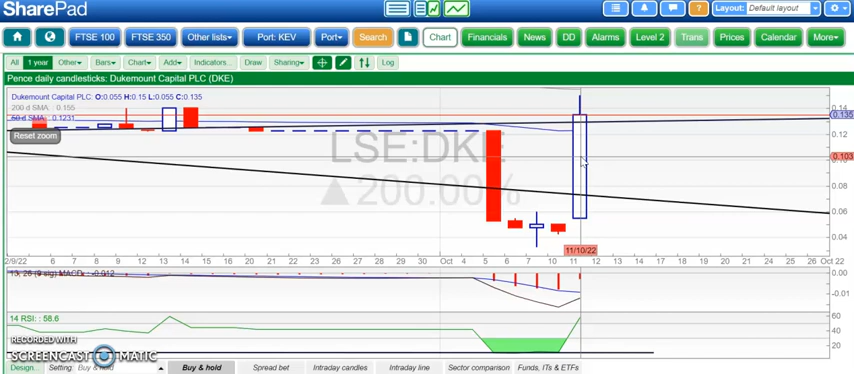 SharePad
Layout: Default layout
FTSE 100 FTSE 350 Other lists Port: KEV Port Search Chart Financials News DD Alarms Level 2 Trans Prices Calendar More
All 1 year Other Bars Chart Add Indicators... Draw Sharing Log
Pence daily candlesticks: Dukemount Capital PLC (DKE)
Dukemount Capital PLC: O:0.055 H:0.15 L:0.055 C:0.135
200 d SMA : 0.155
50 d SMA : 0.1231
Reset zoom
LSE:DKE
▲200.00%
0.14
0.135
0.12
0.103
0.08
0.06
0.04
11/10/22
2/9/22 5 6 7 8 9 12 13 14 15 16 20 21 22 23 26 27 28 29 30 Oct 4 5 6 7 10 11 12 13 14 17 18 19 20 21 24 25 26 Oct 22
MACD: -0.012
0.00
-0.01
14 RSI: : 58.6
60
40
20
RECORDED WITH
SCREENCAST MATIC
Design... Setting: Buy & hold Buy & hold Spread bet Intraday candles Intraday line Sector comparison Funds, ITs & ETFs